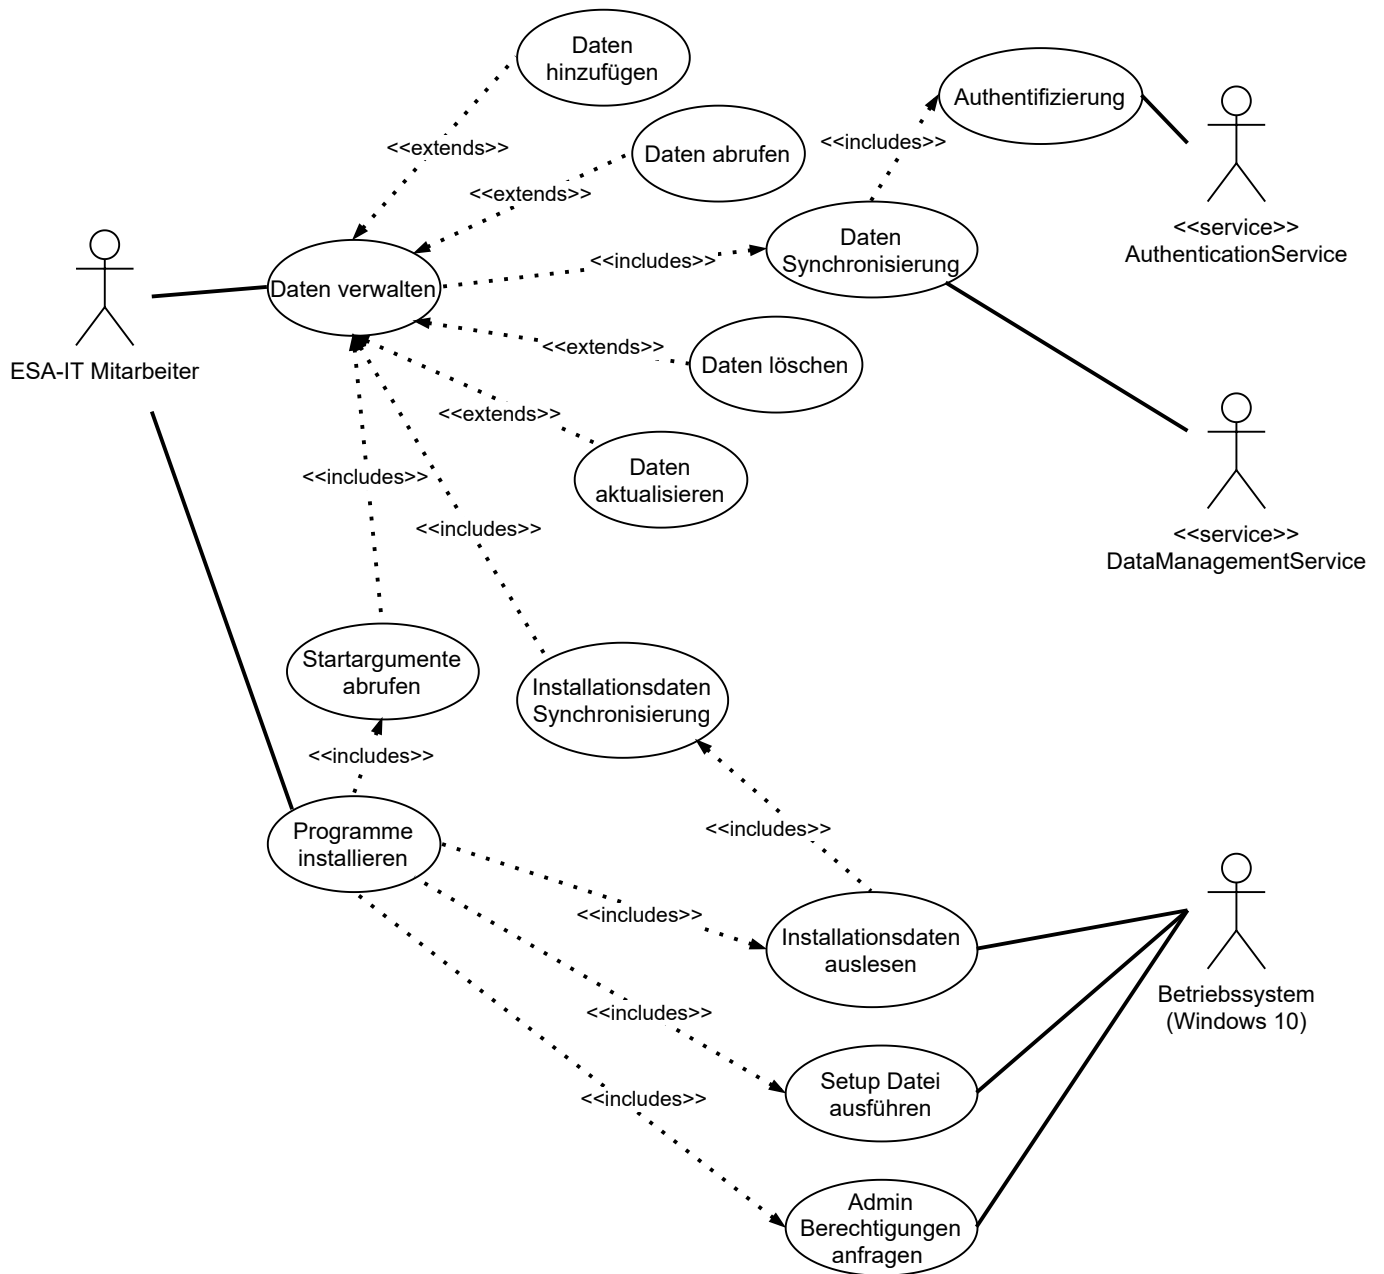 Daten
hinzufügen
Authentifizierung
<<extends>>
Daten abrufen
<<includes>>
<<extends>>
<<service>>
AuthenticationService
Daten
Synchronisierung
<<includes>>
Daten verwalten
ESA-IT Mitarbeiter
<<extends>>
Daten löschen
<<extends>>
Daten
aktualisieren
<<includes>>
<<includes>>
<<service>>
DataManagementService
Startargumente
abrufen
Installationsdaten
Synchronisierung
<<includes>>
Programme
installieren
<<includes>>
<<includes>>
Installationsdaten
auslesen
<<includes>>
Betriebssystem
(Windows 10)
Setup Datei
ausführen
<<includes>>
Admin
Berechtigungen
anfragen